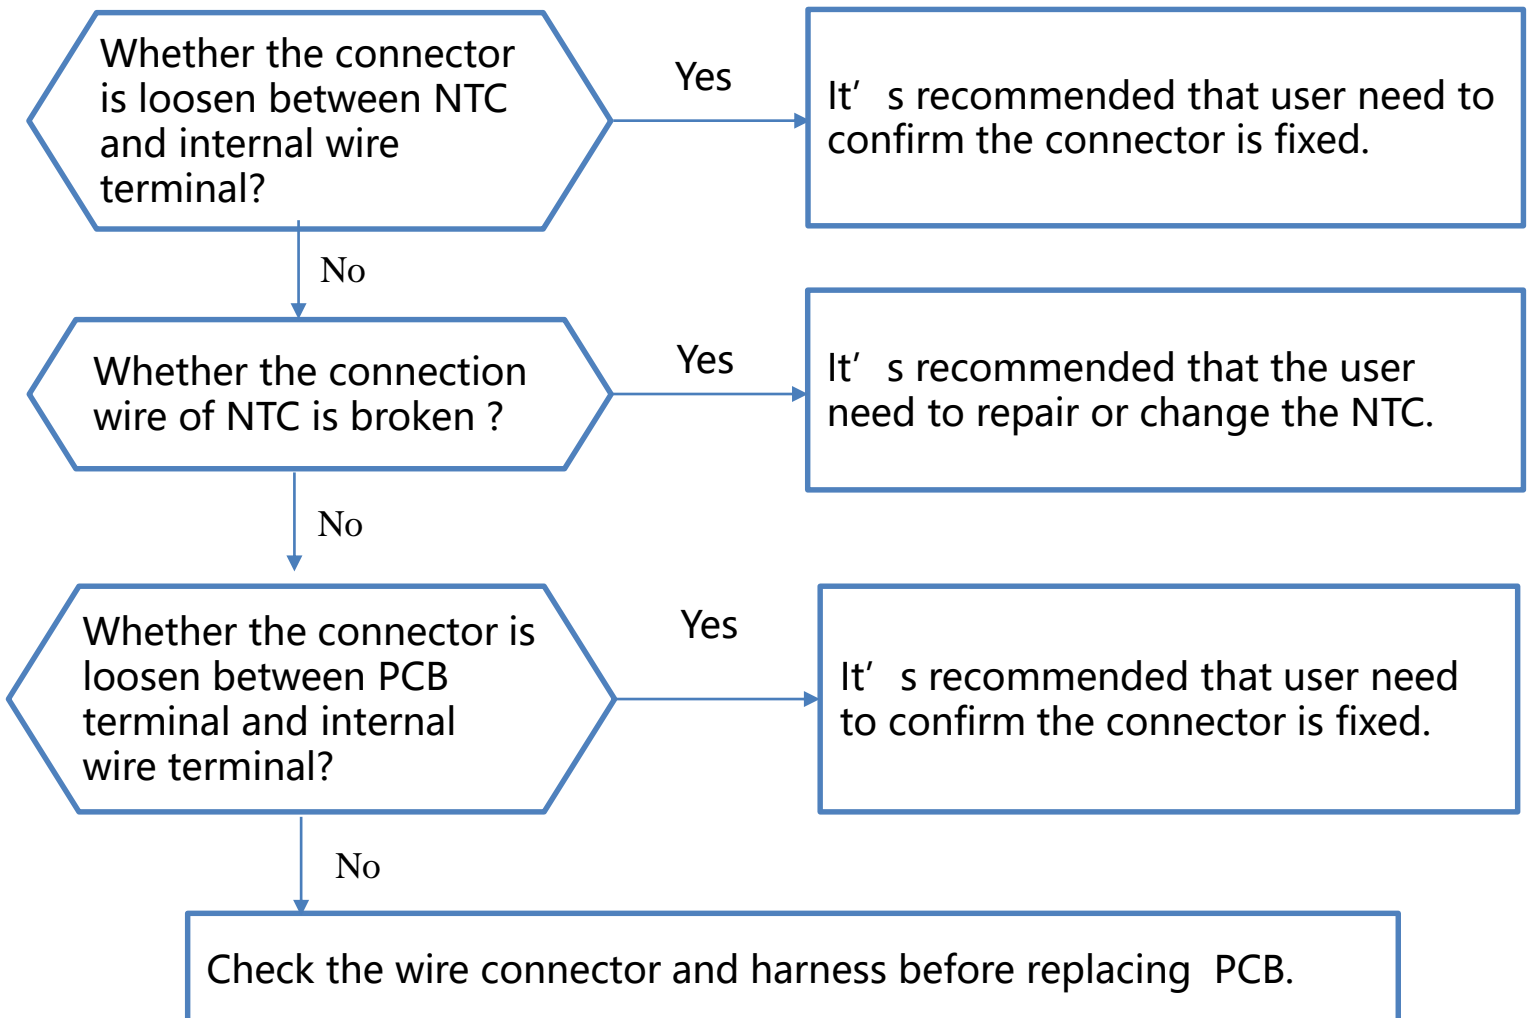 Whether the connector
is loosen between NTC
and internal wire
terminal?
Yes
It’ s recommended that user need to
confirm the connector is fixed.
No
Whether the connection
wire of NTC is broken ?
Yes
It’ s recommended that the user
need to repair or change the NTC.
No
Whether the connector is
loosen between PCB
terminal and internal
wire terminal?
Yes
It’ s recommended that user need
to confirm the connector is fixed.
No
Check the wire connector and harness before replacing  PCB.